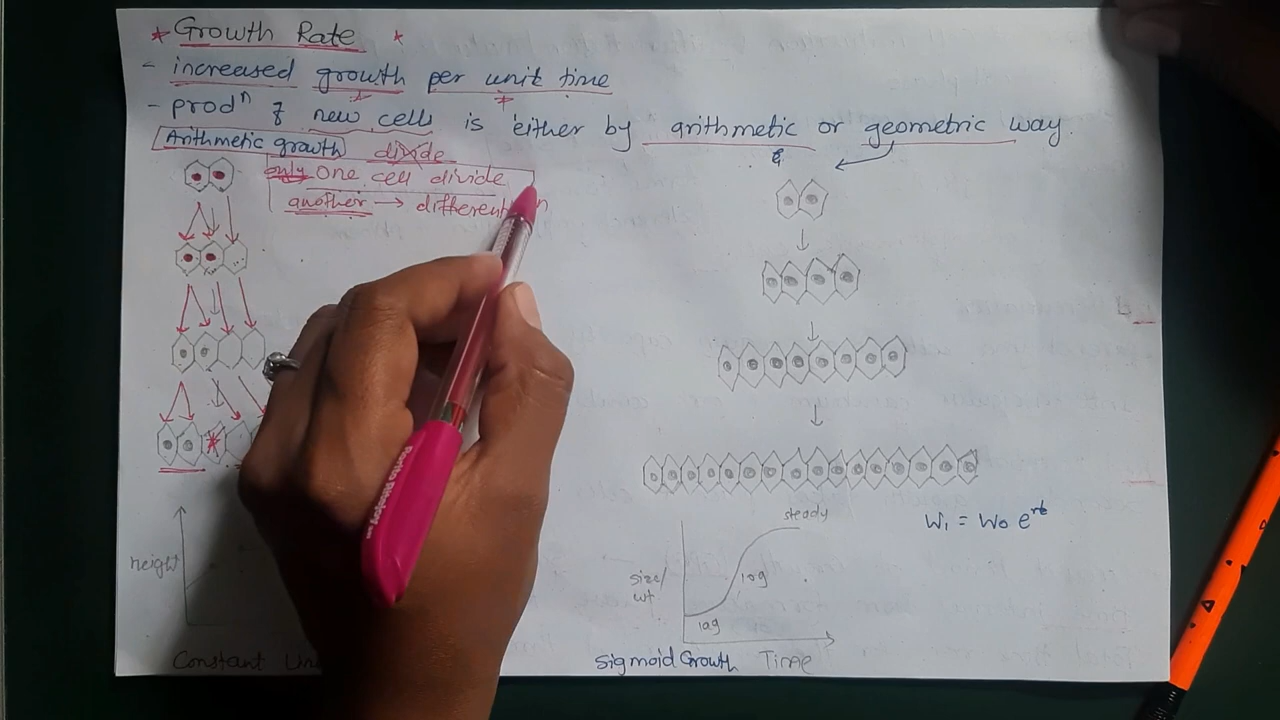 * Growth Rate *
- increased growth per unit time
- prodⁿ of new cells is either by arithmetic or geometric way.
Arithmetic growth divide
only one cell divide
another → different n
height
Constant
size/
wt.
lag
log
steady
Sigmoid Growth Time
W₁ = W₀ eʳᵗ